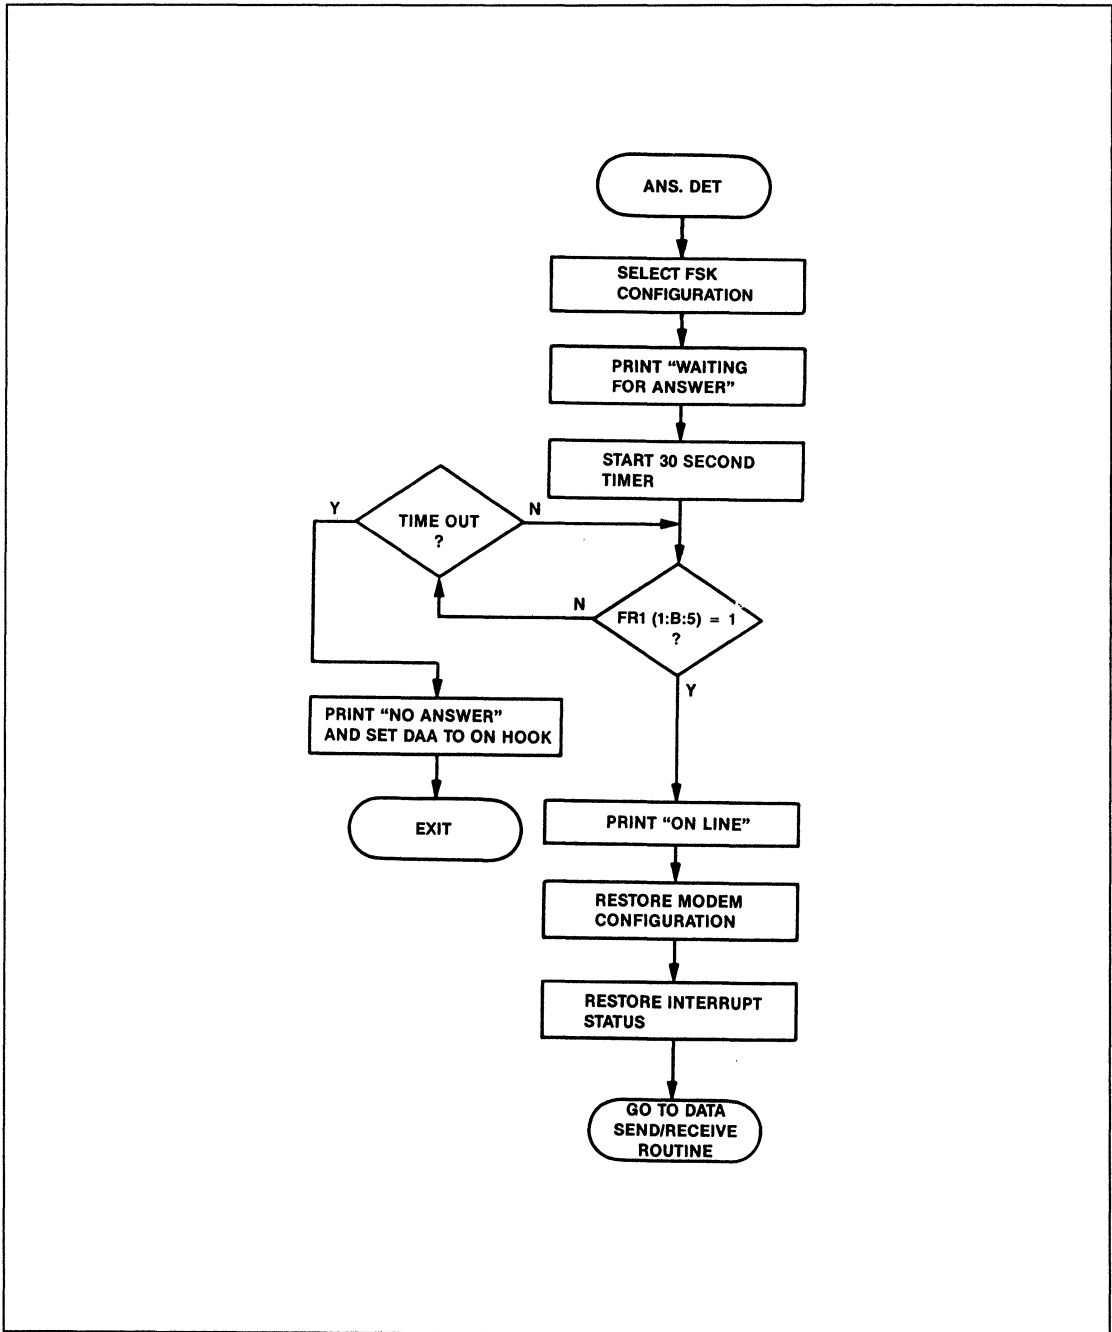 ANS. DET
SELECT FSK
CONFIGURATION
PRINT “WAITING
FOR ANSWER”
START 30 SECOND
TIMER
Y
TIME OUT
?
N
N
FR1 (1:B:5) = 1
?
Y
PRINT “NO ANSWER”
AND SET DAA TO ON HOOK
EXIT
PRINT “ON LINE”
RESTORE MODEM
CONFIGURATION
RESTORE INTERRUPT
STATUS
GO TO DATA
SEND/RECEIVE
ROUTINE